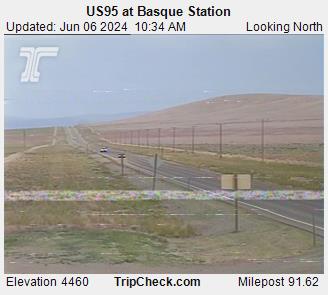 US95 at Basque Station
Updated: Jun 06 2024 10:34 AM Looking North
Elevation 4460 TripCheck.com Milepost 91.62